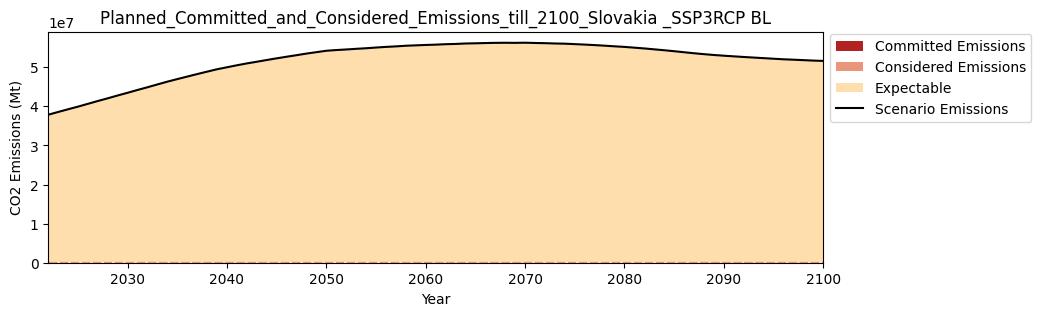 Planned_Committed_and_Considered_Emissions_till_2100_Slovakia _SSP3RCP BL
1e7
CO2 Emissions (Mt)
5
4
3
2
1
0
2030 2040 2050 2060 2070 2080 2090 2100
Year
Committed Emissions
Considered Emissions
Expectable
Scenario Emissions